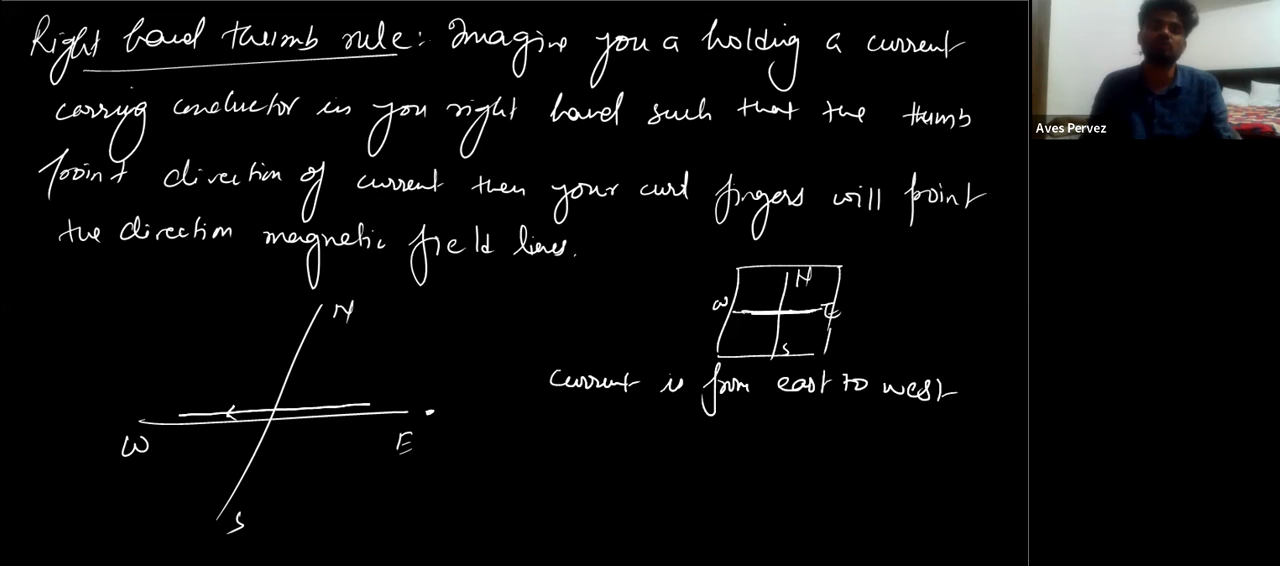 Right hand thumb rule: Imagine you a holding a current
carring conductor in you right hand such that the thumb
point direction of current then your curl fingers will point
the direction magnetic field lines.
N
W E
S
N
W E
S
current is from east to west
Aves Pervez